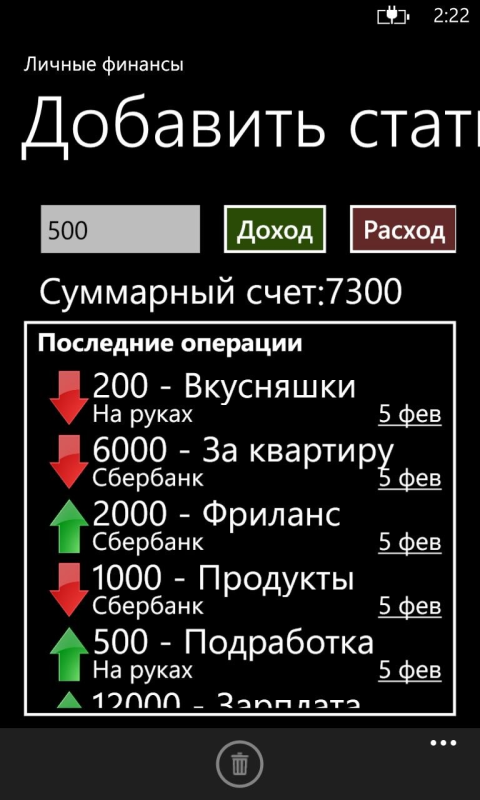 2:22
Личные финансы
Добавить стат
500 Доход Расход
Суммарный счет:7300
Последние операции
200 - Вкусняшки
На руках 5 фев
6000 - За квартиру
Сбербанк 5 фев
2000 - Фриланс
Сбербанк 5 фев
1000 - Продукты
Сбербанк 5 фев
500 - Подработка
На руках 5 фев
12000 - Зарплата